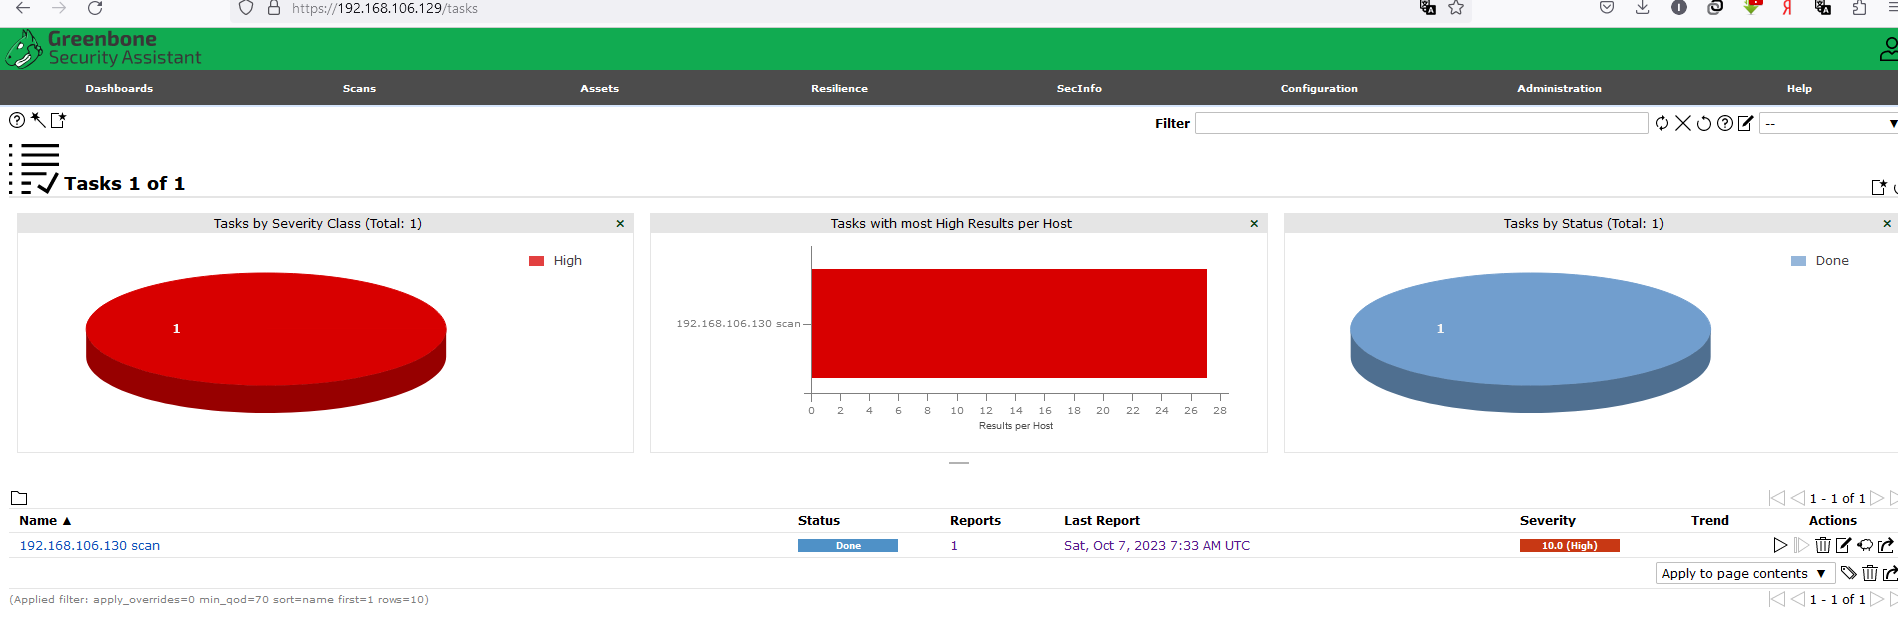 https://192.168.106.129/tasks
Greenbone
Security Assistant
Dashboards Scans Assets Resilience SecInfo Configuration Administration Help
Filter --
Tasks 1 of 1
Tasks by Severity Class (Total: 1)
High
1
Tasks with most High Results per Host
192.168.106.130 scan
0 2 4 6 8 10 12 14 16 18 20 22 24 26 28
Results per Host
Tasks by Status (Total: 1)
Done
1
1 - 1 of 1
Name ▲ Status Reports Last Report Severity Trend Actions
192.168.106.130 scan Done 1 Sat, Oct 7, 2023 7:33 AM UTC 10.0 (High)
Apply to page contents ▼
(Applied filter: apply_overrides=0 min_qod=70 sort=name first=1 rows=10) 1 - 1 of 1